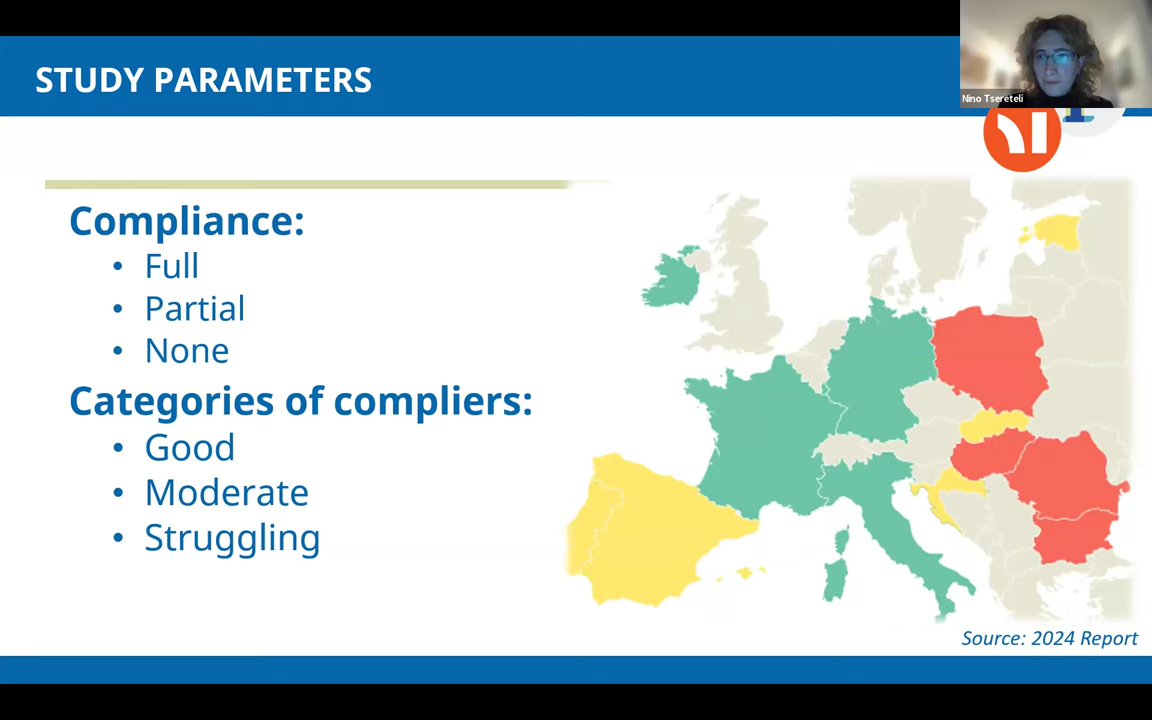 STUDY PARAMETERS
Nino Tsereteli
Compliance:
• Full
• Partial
• None
Categories of compliers:
• Good
• Moderate
• Struggling
Source: 2024 Report